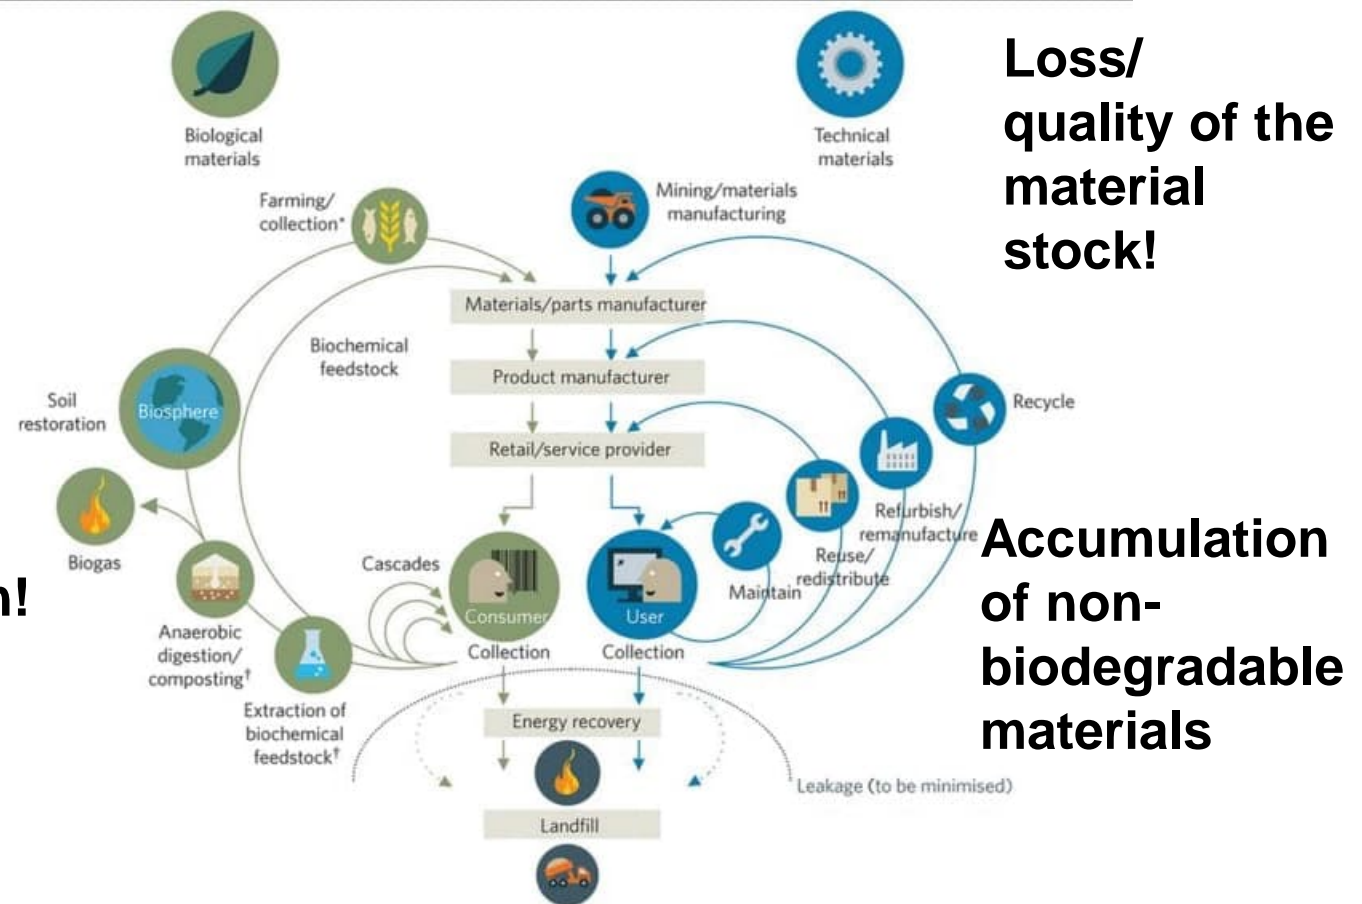 Biological
materials
Technical
materials
Loss/
quality of the
material
stock!
Farming/
collection*
Mining/materials
manufacturing
Materials/parts manufacturer
Biochemical
feedstock
Product manufacturer
Soil
restoration
Biosphere
Recycle
Retail/service provider
Biogas
Cascades
Refurbish/
remanufacture
Reuse/
redistribute
Maintain
Accumulation
of non-
biodegradable
materials
n!
Consumer
User
Anaerobic
digestion/
composting†
Collection
Collection
Extraction of
biochemical
feedstock†
Energy recovery
Leakage (to be minimised)
Landfill